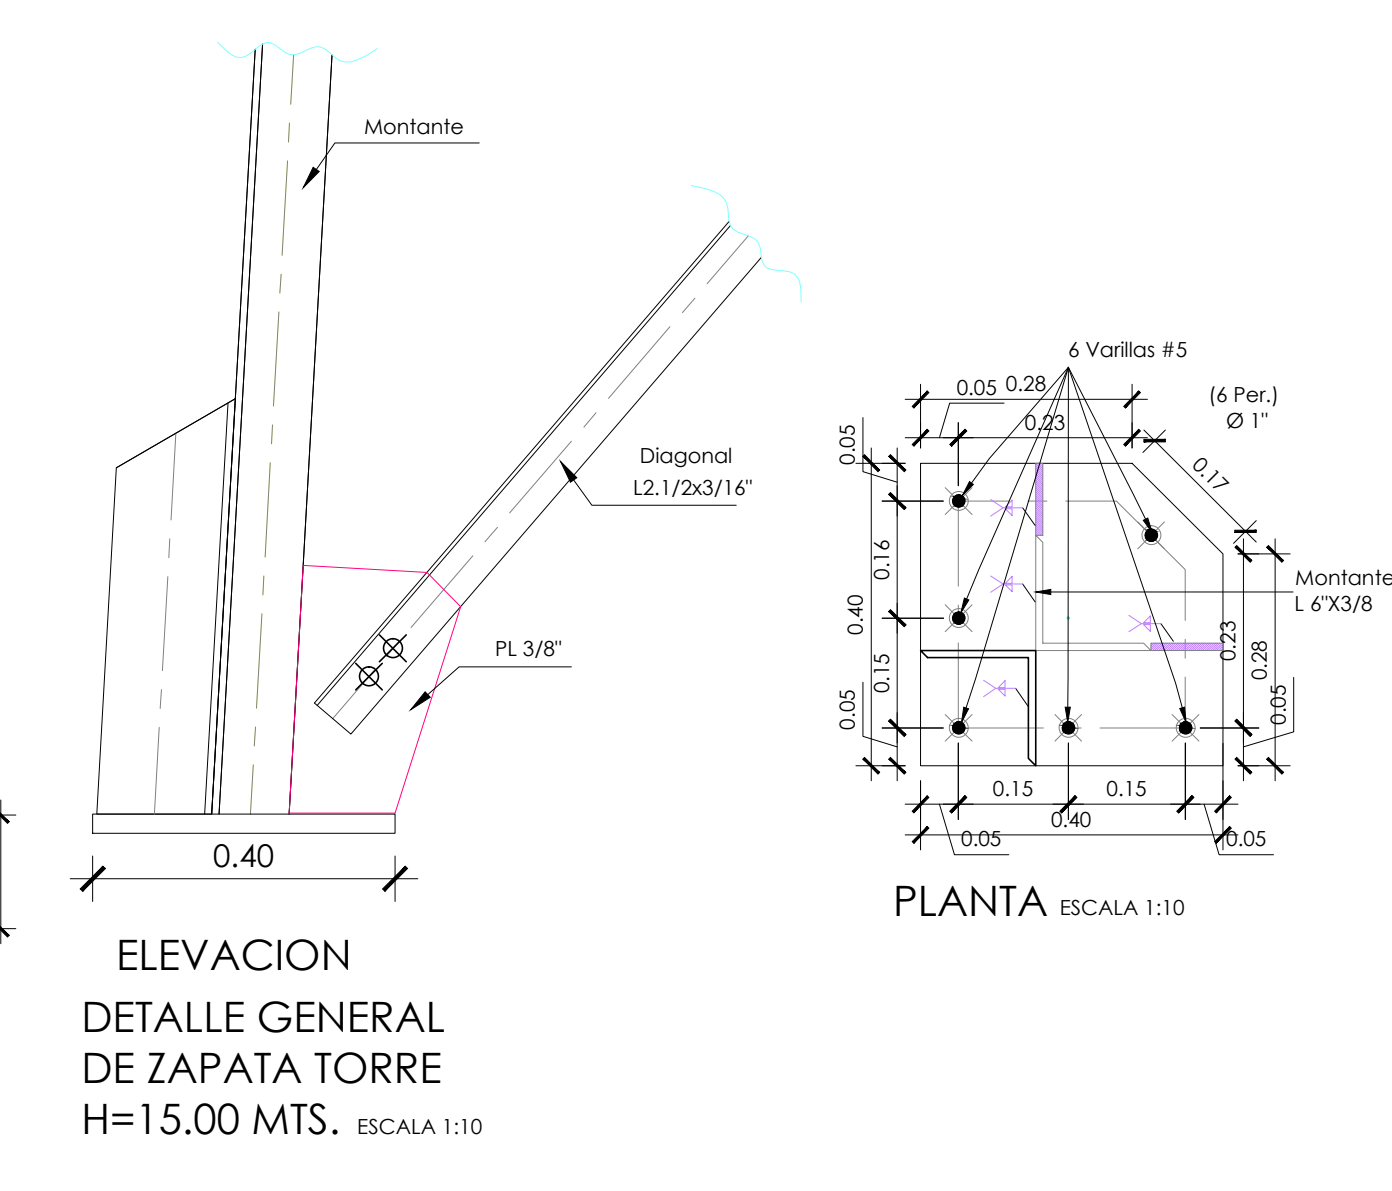 Montante
Diagonal
L2.1/2x3/16"
PL 3/8"
0.40
ELEVACION
DETALLE GENERAL
DE ZAPATA TORRE
H=15.00 MTS. ESCALA 1:10
6 Varillas #5
(6 Per.)
Ø 1"
0.05 0.28
0.23
0.17
0.05
0.16
0.40
0.15
0.05
Montante
L 6"X3/8
0.23
0.28
0.05
0.15 0.15
0.40
0.05 0.05
PLANTA ESCALA 1:10